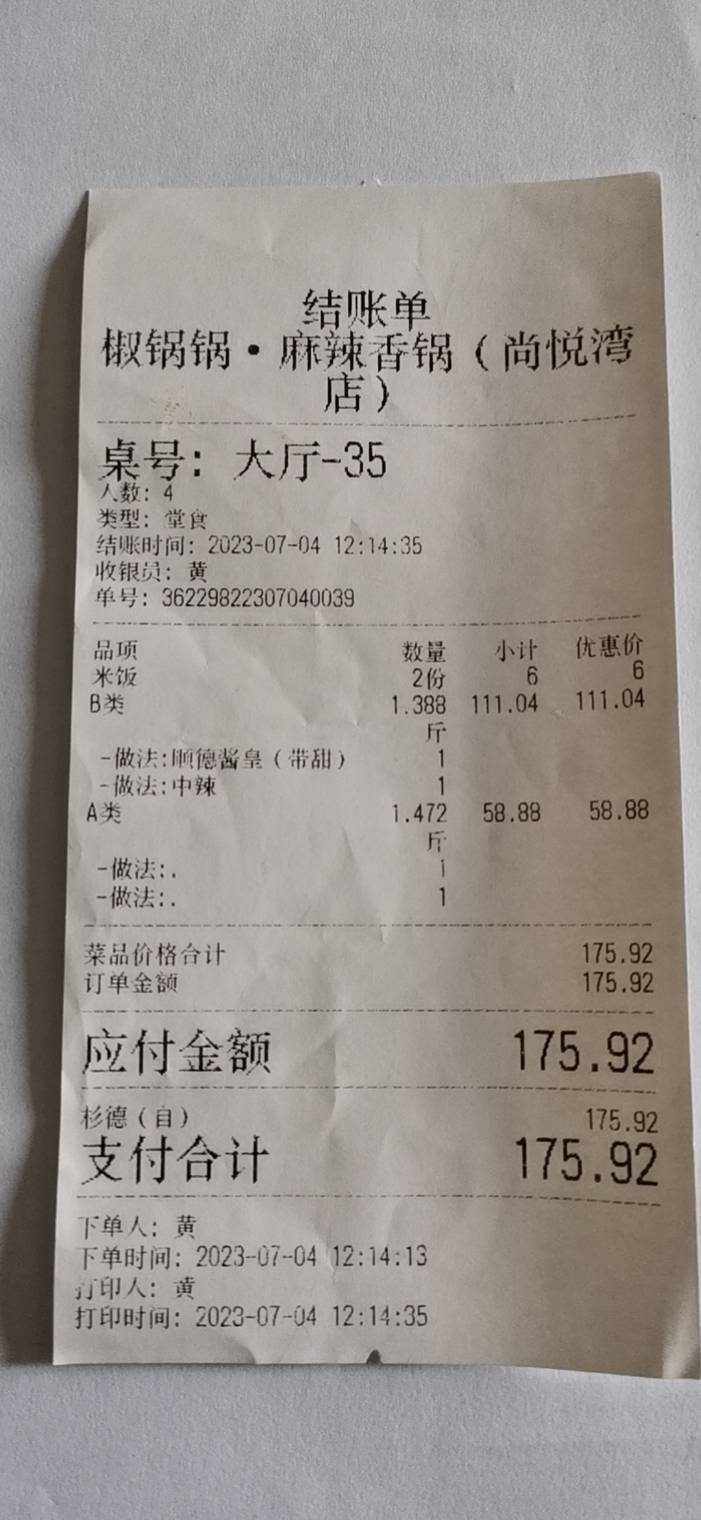 结账单
椒锅锅·麻辣香锅（尚悦湾
店）
桌号: 大厅-35
人数: 4
类型: 堂食
结账时间: 2023-07-04 12:14:35
收银员: 黄
单号: 36229822307040039
品项 数量 小计 优惠价
米饭 2份 6 6
B类 1.388 111.04 111.04
斤
-做法:顺德酱皇（带甜） 1
-做法:中辣 1
A类 1.472 58.88 58.88
斤
-做法:. 1
-做法:. 1
菜品价格合计 175.92
订单金额 175.92
应付金额 175.92
杉德（自） 175.92
支付合计 175.92
下单人: 黄
下单时间: 2023-07-04 12:14:13
打印人: 黄
打印时间: 2023-07-04 12:14:35